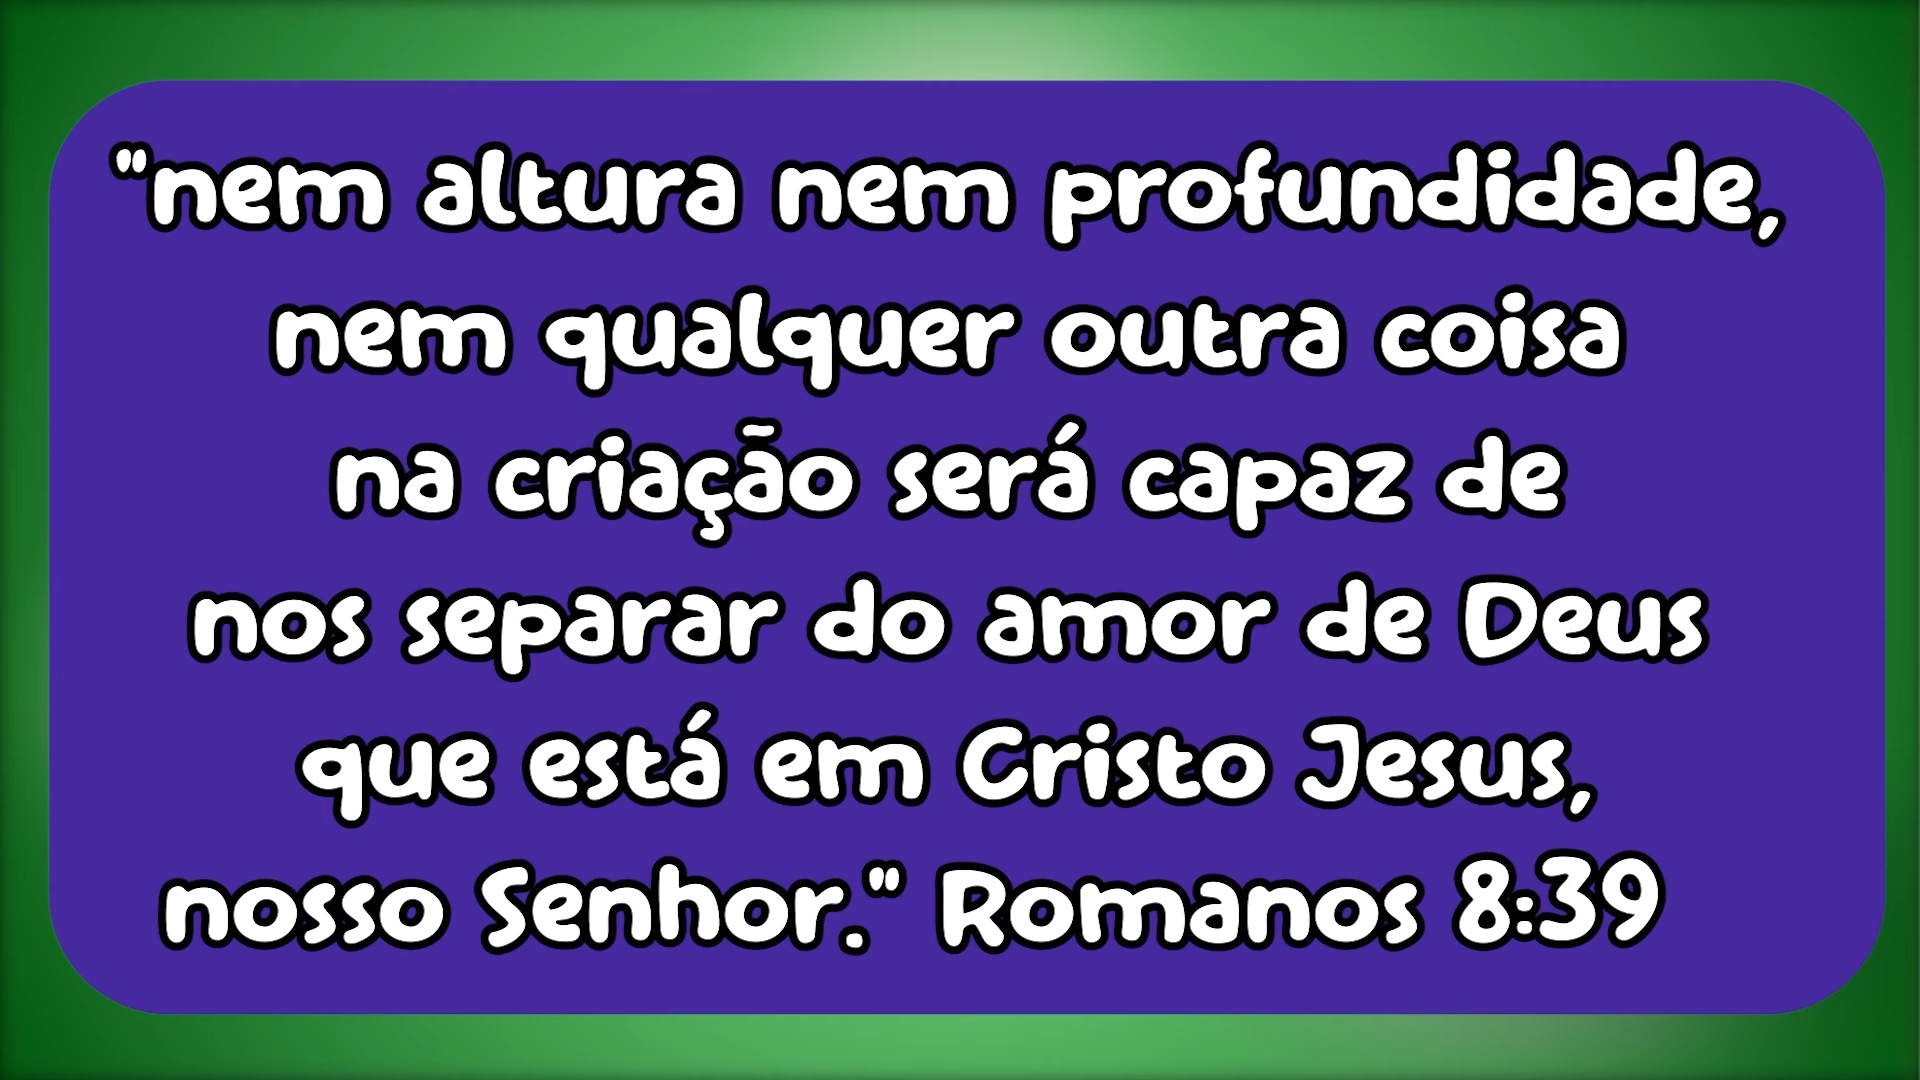 "nem altura nem profundidade,
nem qualquer outra coisa
na criação será capaz de
nos separar do amor de Deus
que está em Cristo Jesus,
nosso Senhor." Romanos 8:39